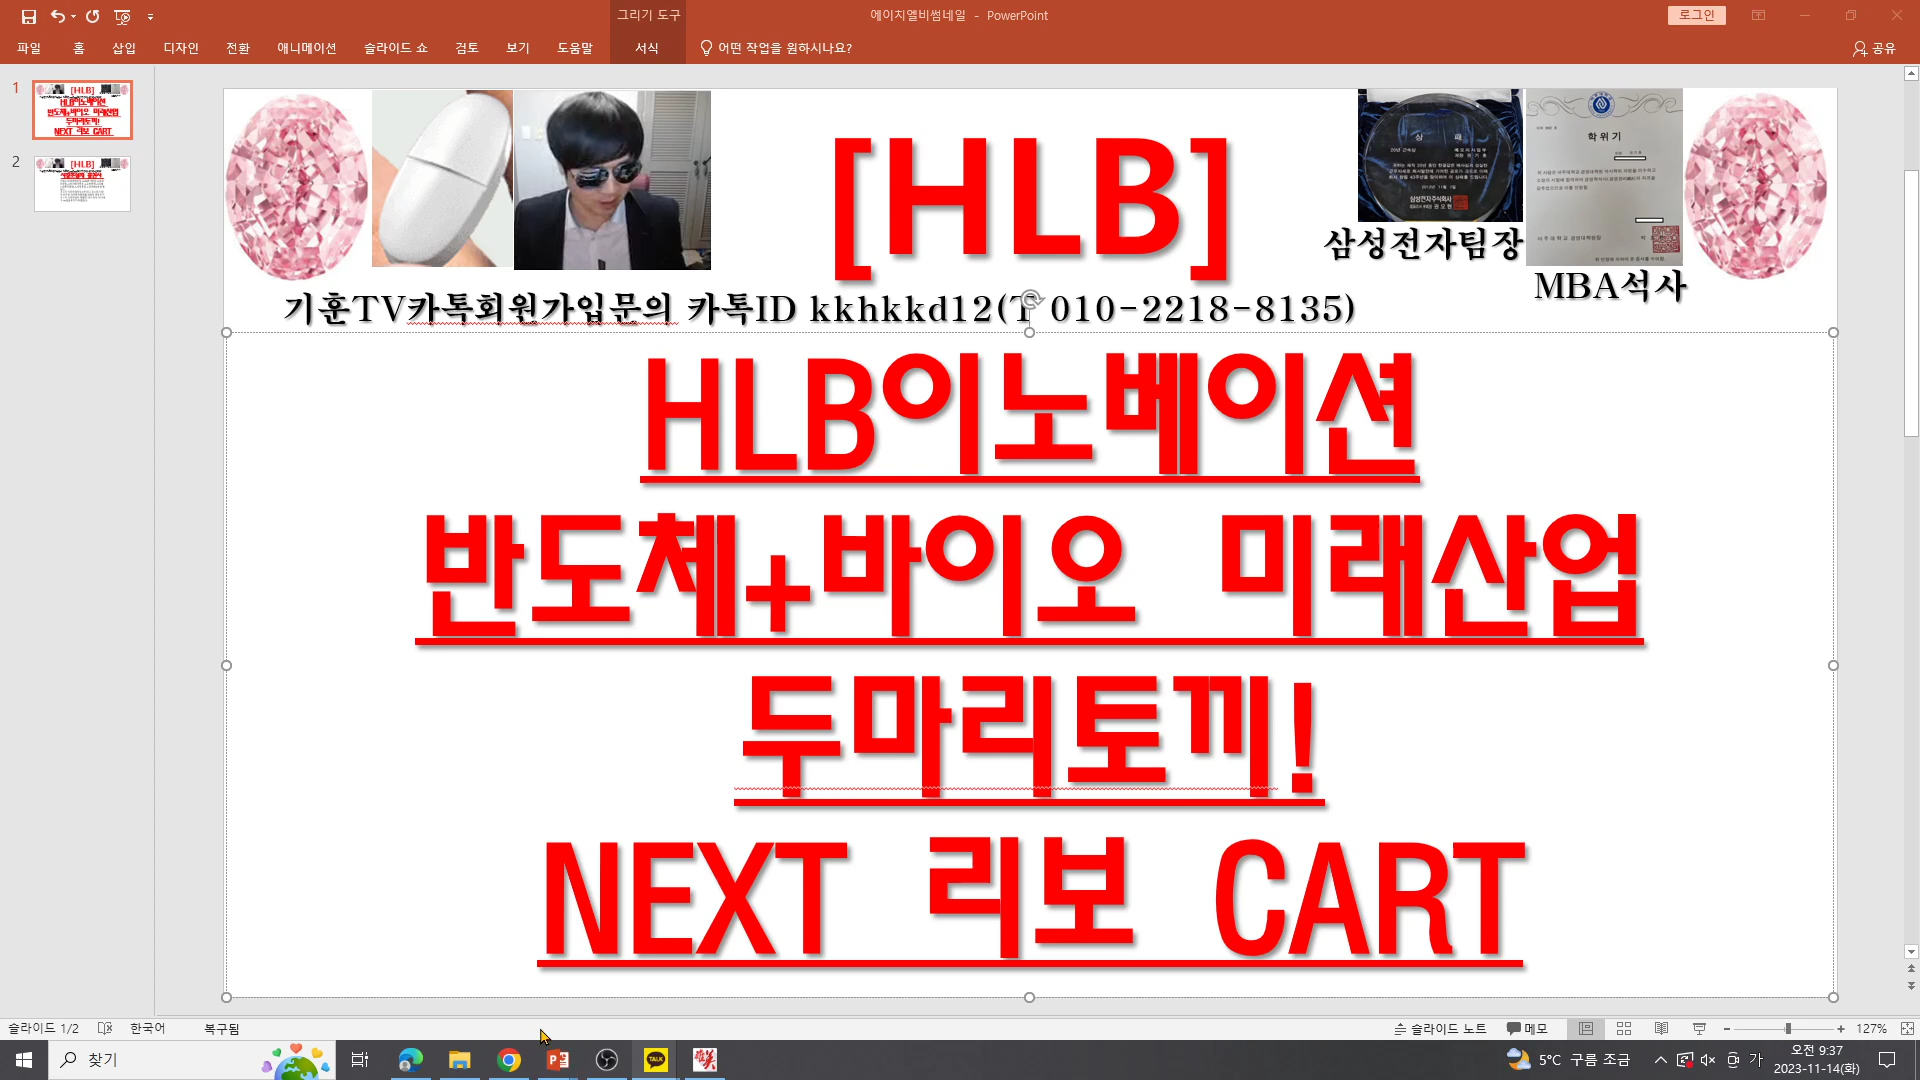 그리기 도구
에이치엘비썸네일 - PowerPoint
로그인
파일
홈
삽입
디자인
전환
애니메이션
슬라이드 쇼
검토
보기
도움말
서식
어떤 작업을 원하시나요?
공유
1
2
[HLB]
삼성전자팀장
학위기
MBA석사
기훈TV카톡회원가입문의 카톡ID kkhkkd12(T 010-2218-8135)
HLB이노베이션
반도체+바이오 미래산업
두마리토끼!
NEXT 리보 CART
슬라이드 1/2
한국어
복구됨
슬라이드 노트
메모
127%
찾기
TALK
5°C 구름 조금
가
오전 9:37
2023-11-14(화)